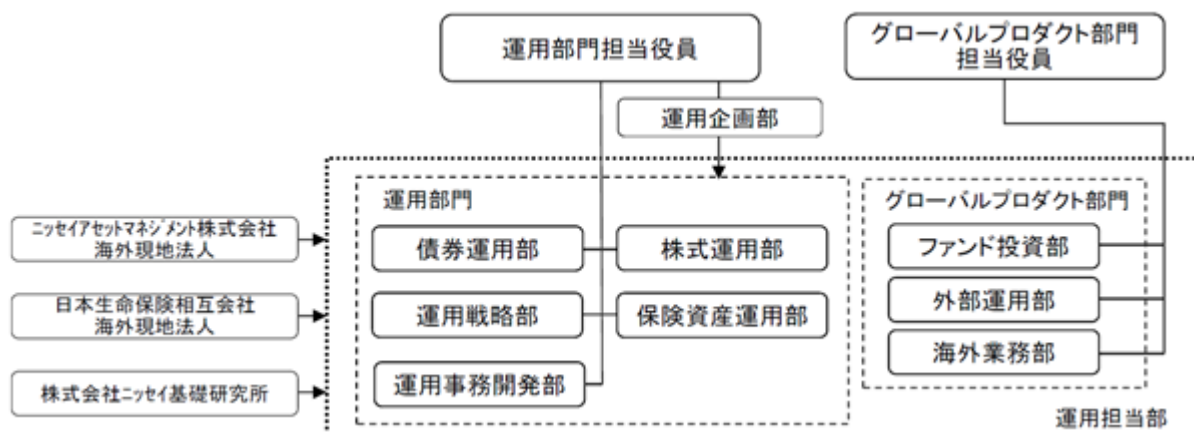 運用部門担当役員
グローバルプロダクト部門
担当役員
運用企画部
運用部門
グローバルプロダクト部門
ニッセイアセットマネジメント株式会社
海外現地法人
債券運用部
株式運用部
ファンド投資部
日本生命保険相互会社
海外現地法人
運用戦略部
保険資産運用部
外部運用部
海外業務部
株式会社ニッセイ基礎研究所
運用事務開発部
運用担当部